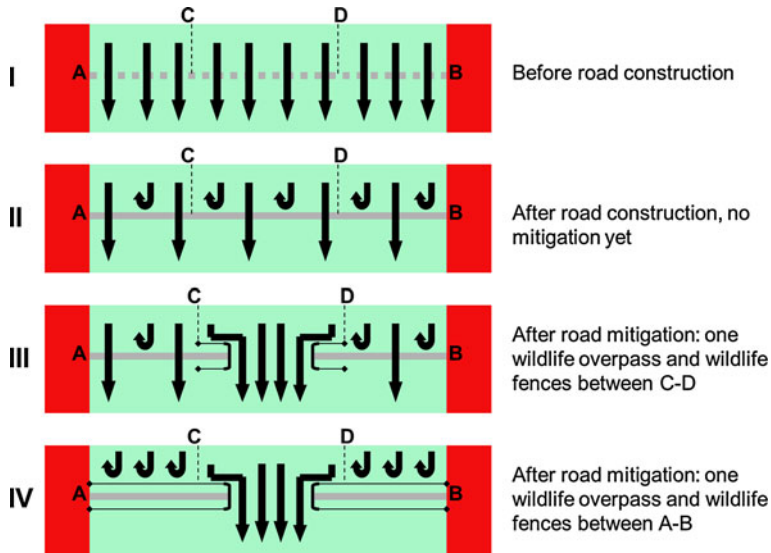 C D
I A B Before road construction
C D
II A B After road construction, no
mitigation yet
C D
III A B After road mitigation: one
wildlife overpass and wildlife
fences between C-D
C D
IV A B After road mitigation: one
wildlife overpass and wildlife
fences between A-B